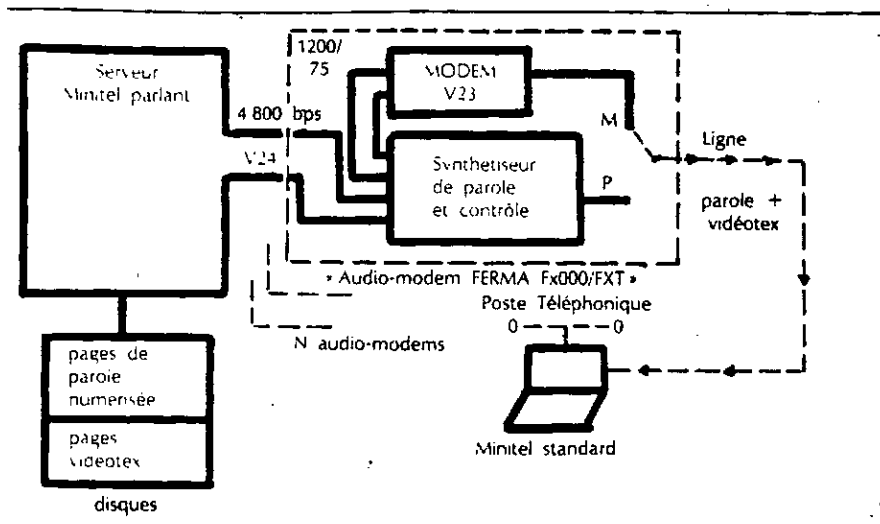 Serveur
Minitel parlant
4 800 bps
V24
1200/
75
MODEM
V23
Synthetiseur
de parole
et contrôle
M
P
Ligne
parole +
vidéotex
« Audio-modem FERMA Fx000/FXT »
Poste Téléphonique
N audio-modems
Minitel standard
pages de
parole
numerisée
pages
videotex
disques